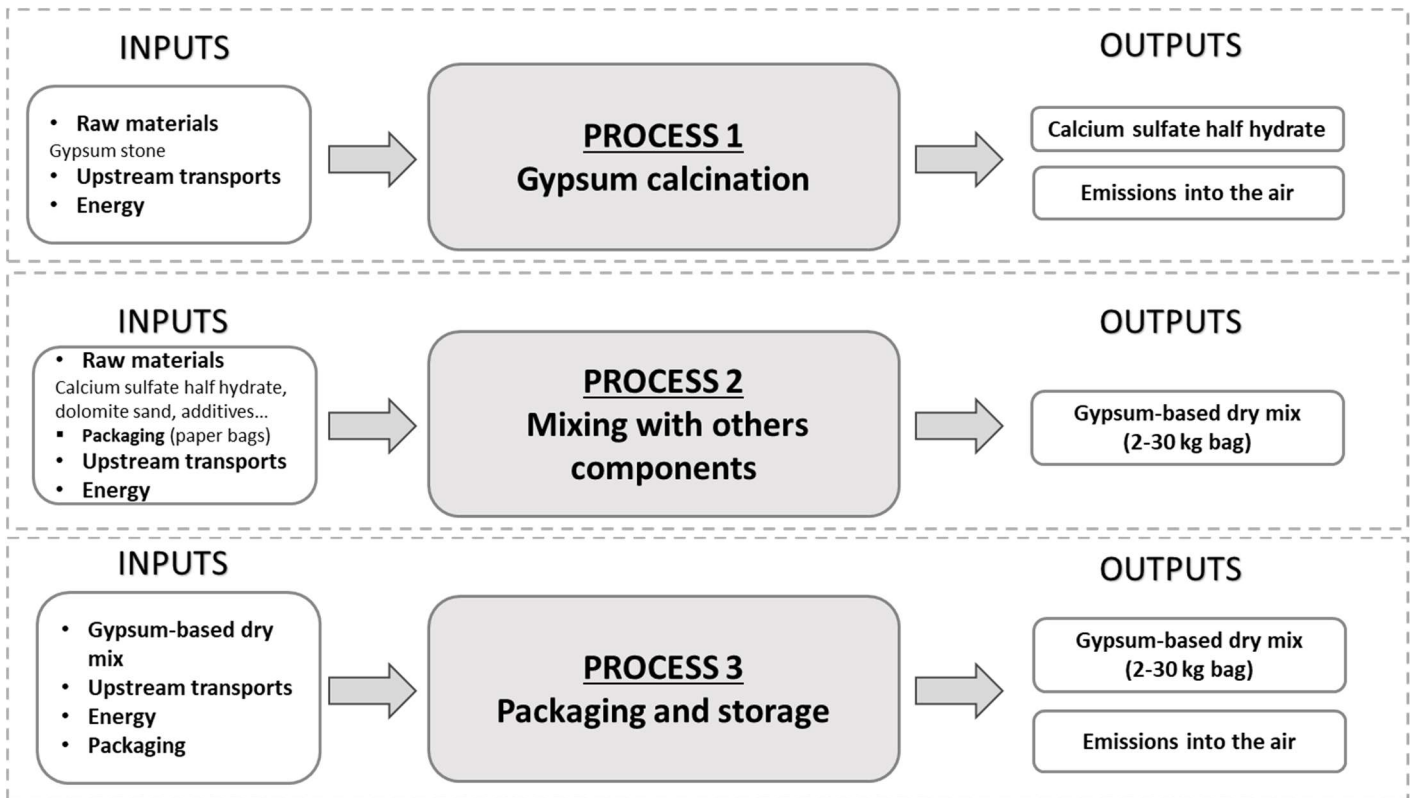 INPUTS
• Raw materials
Gypsum stone
• Upstream transports
• Energy
PROCESS 1
Gypsum calcination
OUTPUTS
Calcium sulfate half hydrate
Emissions into the air
INPUTS
• Raw materials
Calcium sulfate half hydrate,
dolomite sand, additives...
▪ Packaging (paper bags)
• Upstream transports
• Energy
PROCESS 2
Mixing with others
components
OUTPUTS
Gypsum-based dry mix
(2-30 kg bag)
INPUTS
• Gypsum-based dry
mix
• Upstream transports
• Energy
• Packaging
PROCESS 3
Packaging and storage
OUTPUTS
Gypsum-based dry mix
(2-30 kg bag)
Emissions into the air